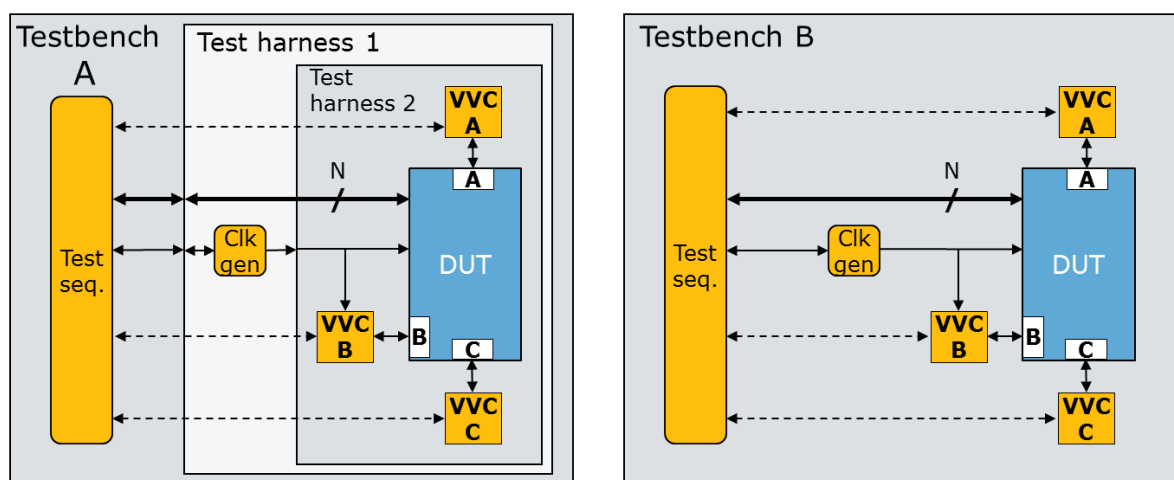 Testbench
A
Test harness 1
Test
harness 2
VVC
A
N
A
Clk
gen
Test
seq.
DUT
VVC
B
B
C
VVC
C
Testbench B
VVC
A
N
A
Clk
gen
Test
seq.
DUT
VVC
B
B
C
VVC
C